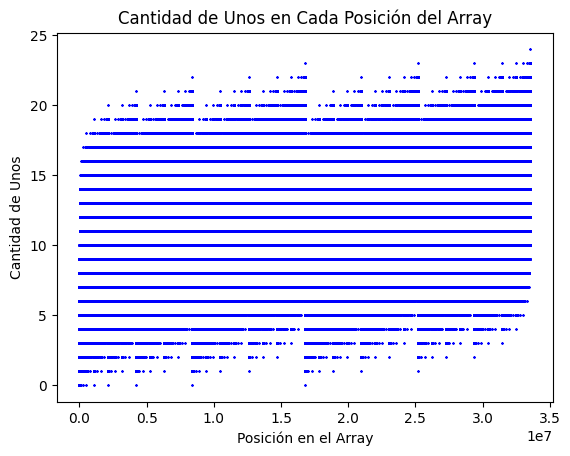 Cantidad de Unos en Cada Posición del Array
Cantidad de Unos
25
20
15
10
5
0
0.0 0.5 1.0 1.5 2.0 2.5 3.0 3.5
1e7
Posición en el Array